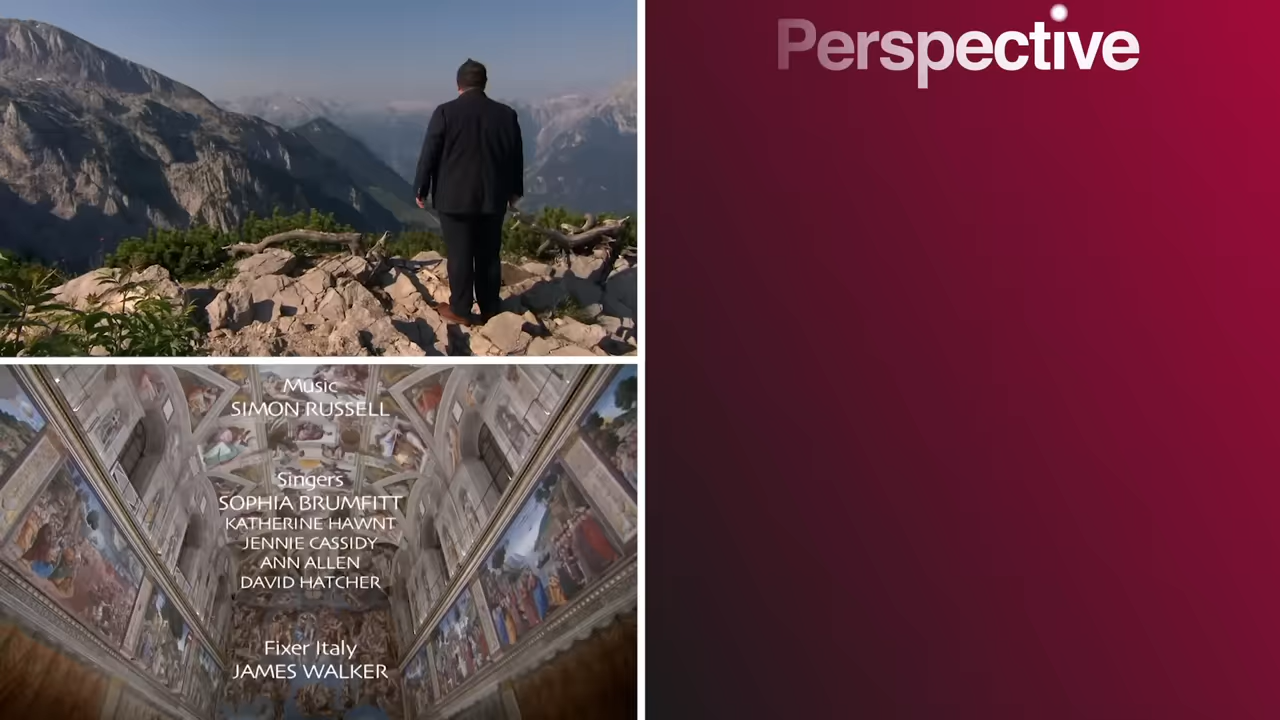 Perspective
Music
SIMON RUSSELL
Singers
SOPHIA BRUMFITT
KATHERINE HAWNT
JENNIE CASSIDY
ANN ALLEN
DAVID HATCHER
Fixer Italy
JAMES WALKER